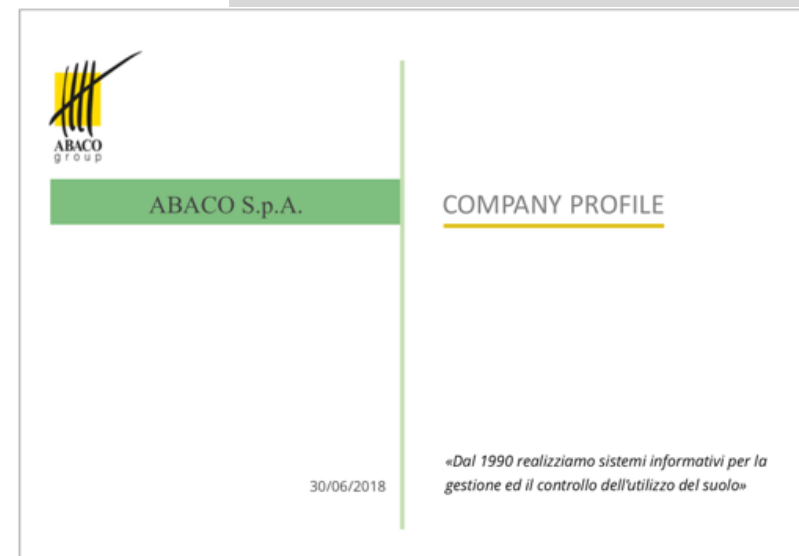 ABACO
group
ABACO S.p.A.
COMPANY PROFILE
30/06/2018
«Dal 1990 realizziamo sistemi informativi per la
gestione ed il controllo dell'utilizzo del suolo»